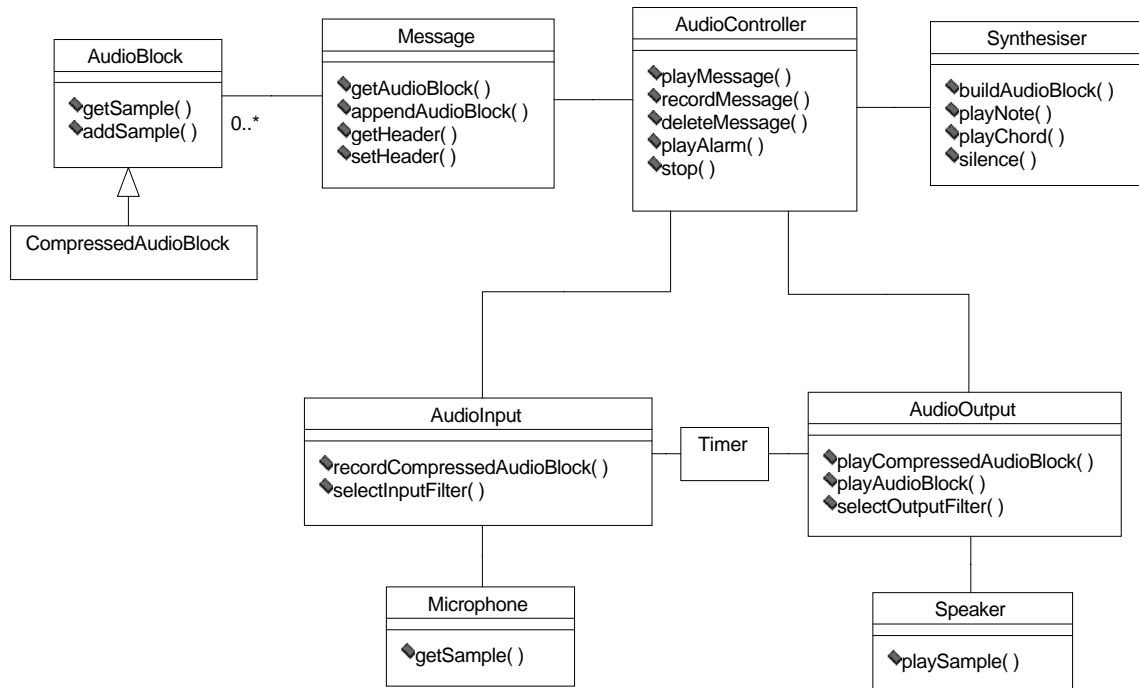 AudioBlock
getSample( )
addSample( )
0..*
CompressedAudioBlock
Message
getAudioBlock( )
appendAudioBlock( )
getHeader( )
setHeader( )
AudioController
playMessage( )
recordMessage( )
deleteMessage( )
playAlarm( )
stop( )
Synthesiser
buildAudioBlock( )
playNote( )
playChord( )
silence( )
AudioInput
recordCompressedAudioBlock( )
selectInputFilter( )
Timer
AudioOutput
playCompressedAudioBlock( )
playAudioBlock( )
selectOutputFilter( )
Microphone
getSample( )
Speaker
playSample( )